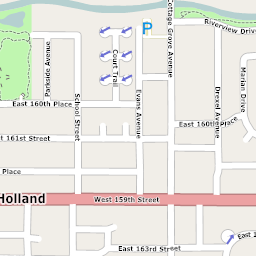 P
Riverview Drive
Cottage Grove Avenue
Parkside Avenue
Court Trail
Marian Drive
Drexel Avenue
School Street
Evans Avenue
East 160th Place
East 160th Place
East 161st Street
Place
Holland
West 159th Street
East 163rd Street